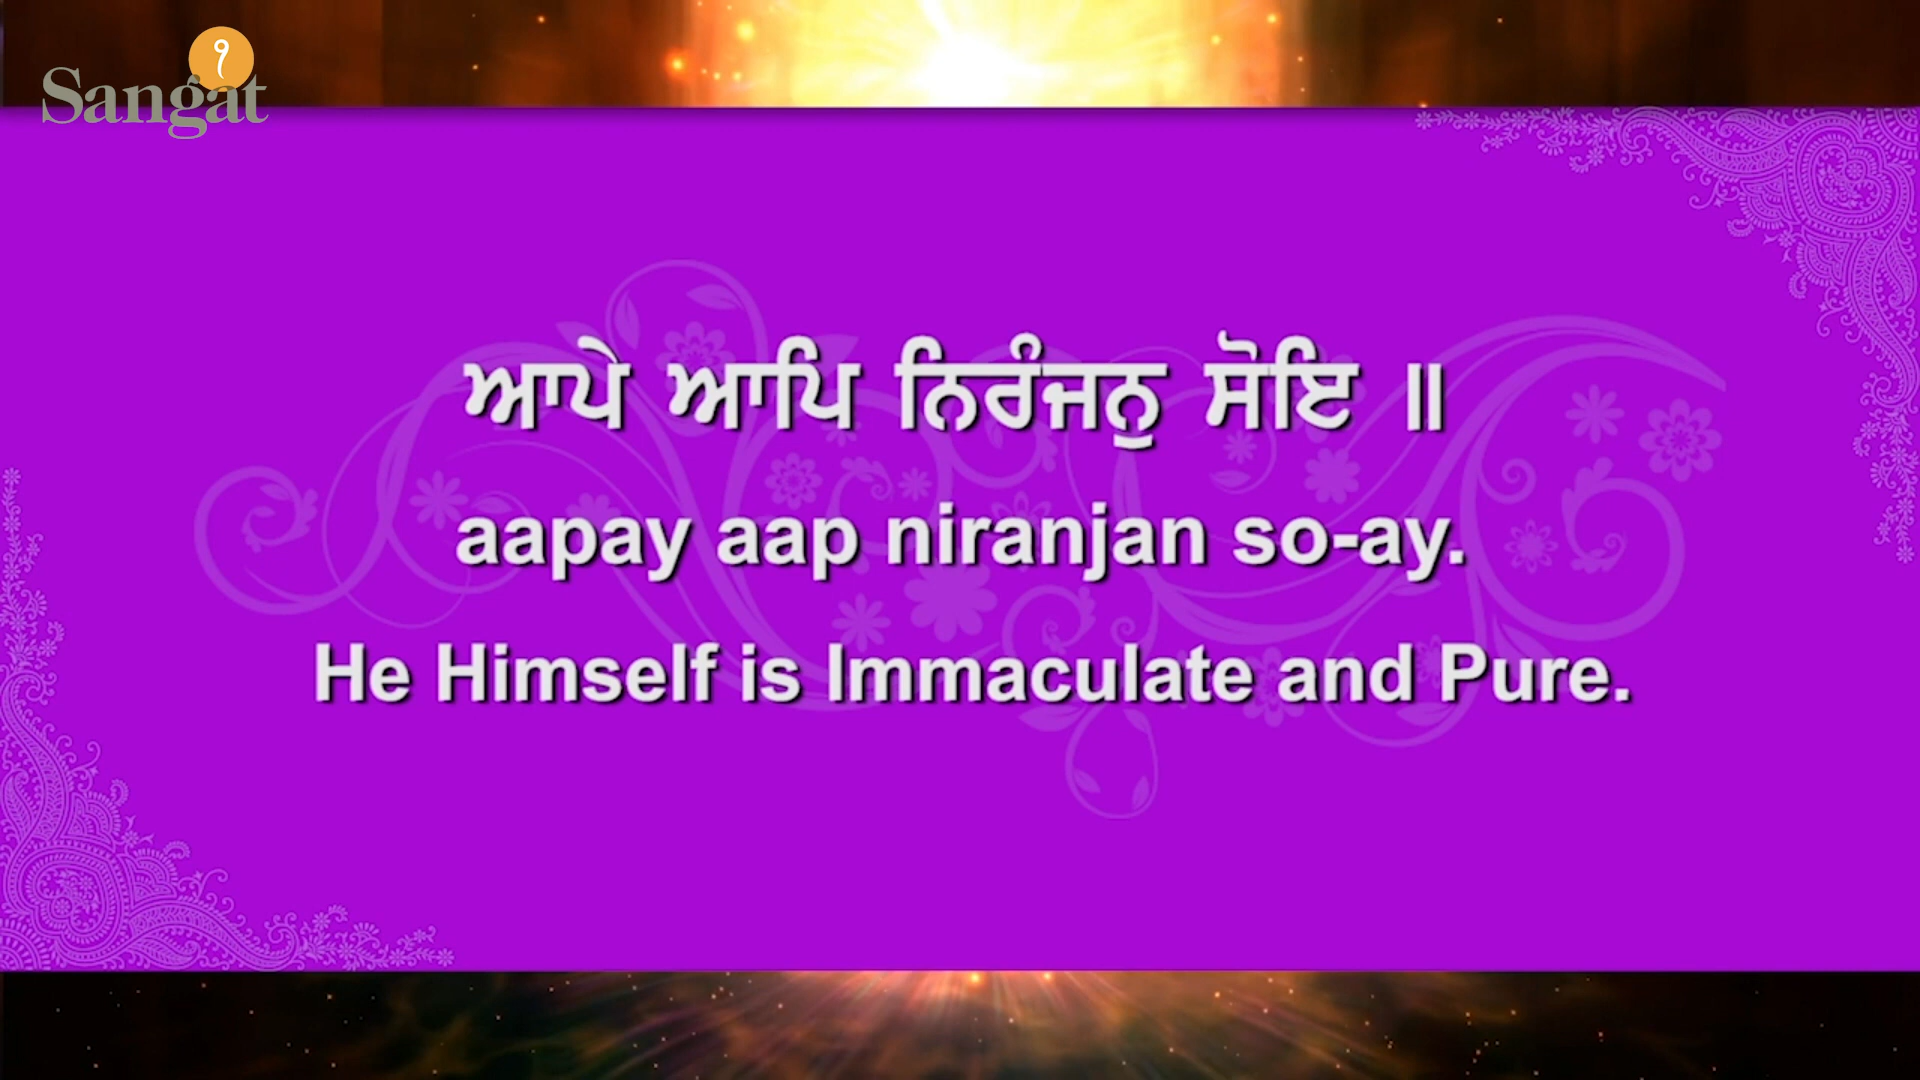 Sangat
ਆਪੇ ਆਪਿ ਨਿਰੰਜਨੁ ਸੋਇ ॥
aapay aap niranjan so-ay.
He Himself is Immaculate and Pure.